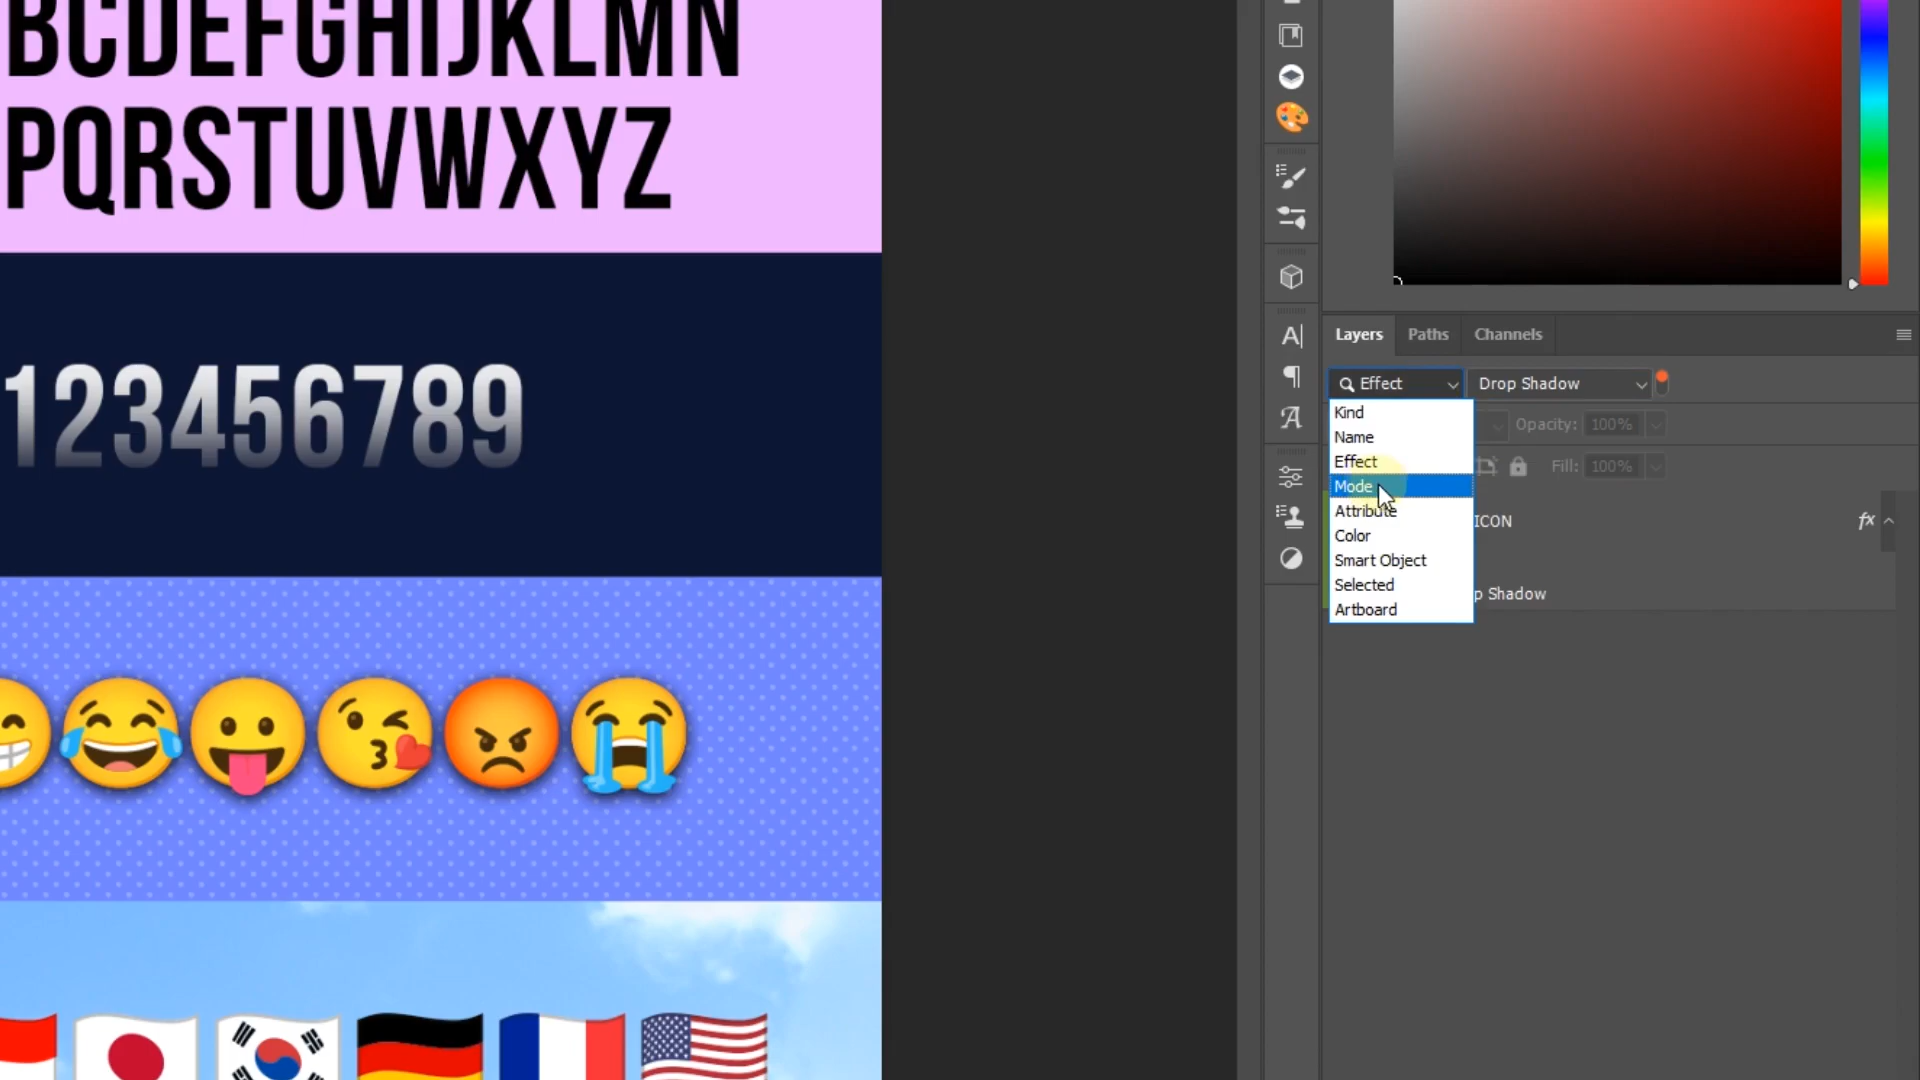 BCDEFGHIJKLMN
PQRSTUVWXYZ
123456789
Layers Paths Channels
Effect Drop Shadow
Kind
Name
Effect
Mode
Attribute
Color
Smart Object
Selected
Artboard
Opacity: 100%
Fill: 100%
ICON fx
p Shadow